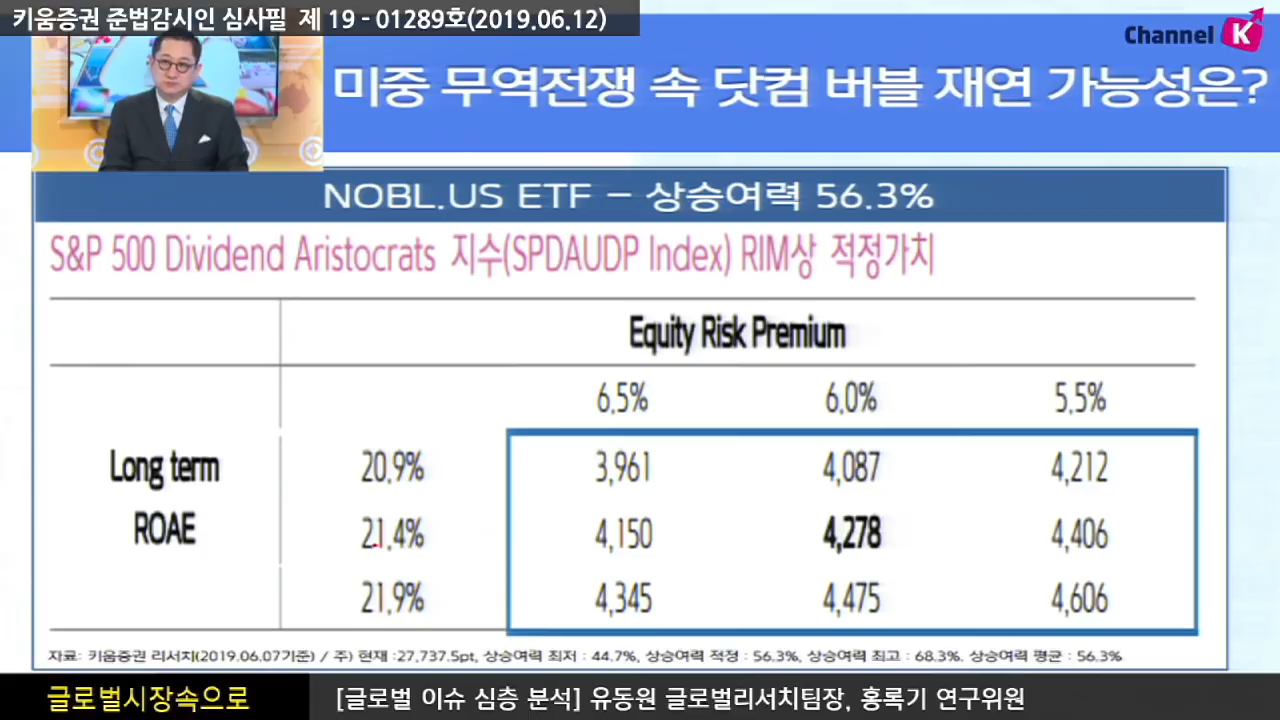 키움증권 준법감시인 심사필 제 19 - 01289호(2019.06.12)
Channel K
미중 무역전쟁 속 닷컴 버블 재연 가능성은?
NOBL.US ETF – 상승여력 56.3%
S&P 500 Dividend Aristocrats 지수(SPDAUDP Index) RIM상 적정가치
Equity Risk Premium
6.5% 6.0% 5.5%
Long term ROAE
20.9% 3,961 4,087 4,212
21.4% 4,150 4,278 4,406
21.9% 4,345 4,475 4,606
자료: 키움증권 리서치(2019.06.07기준) / 주) 현재 :27,737.5pt, 상승여력 최저 : 44.7%, 상승여력 적정 : 56.3%, 상승여력 최고 : 68.3%. 상승여력 평균 : 56.3%
글로벌시장속으로
[글로벌 이슈 심층 분석] 유동원 글로벌리서치팀장, 홍록기 연구위원